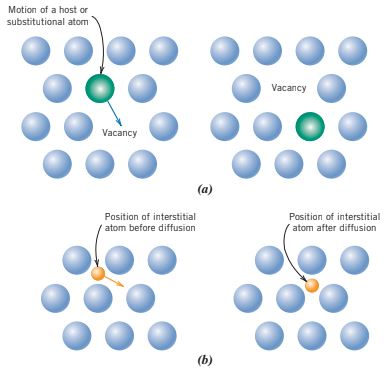 Motion of a host or
substitutional atom
Vacancy
Vacancy
(a)
Position of interstitial
atom before diffusion
Position of interstitial
atom after diffusion
(b)